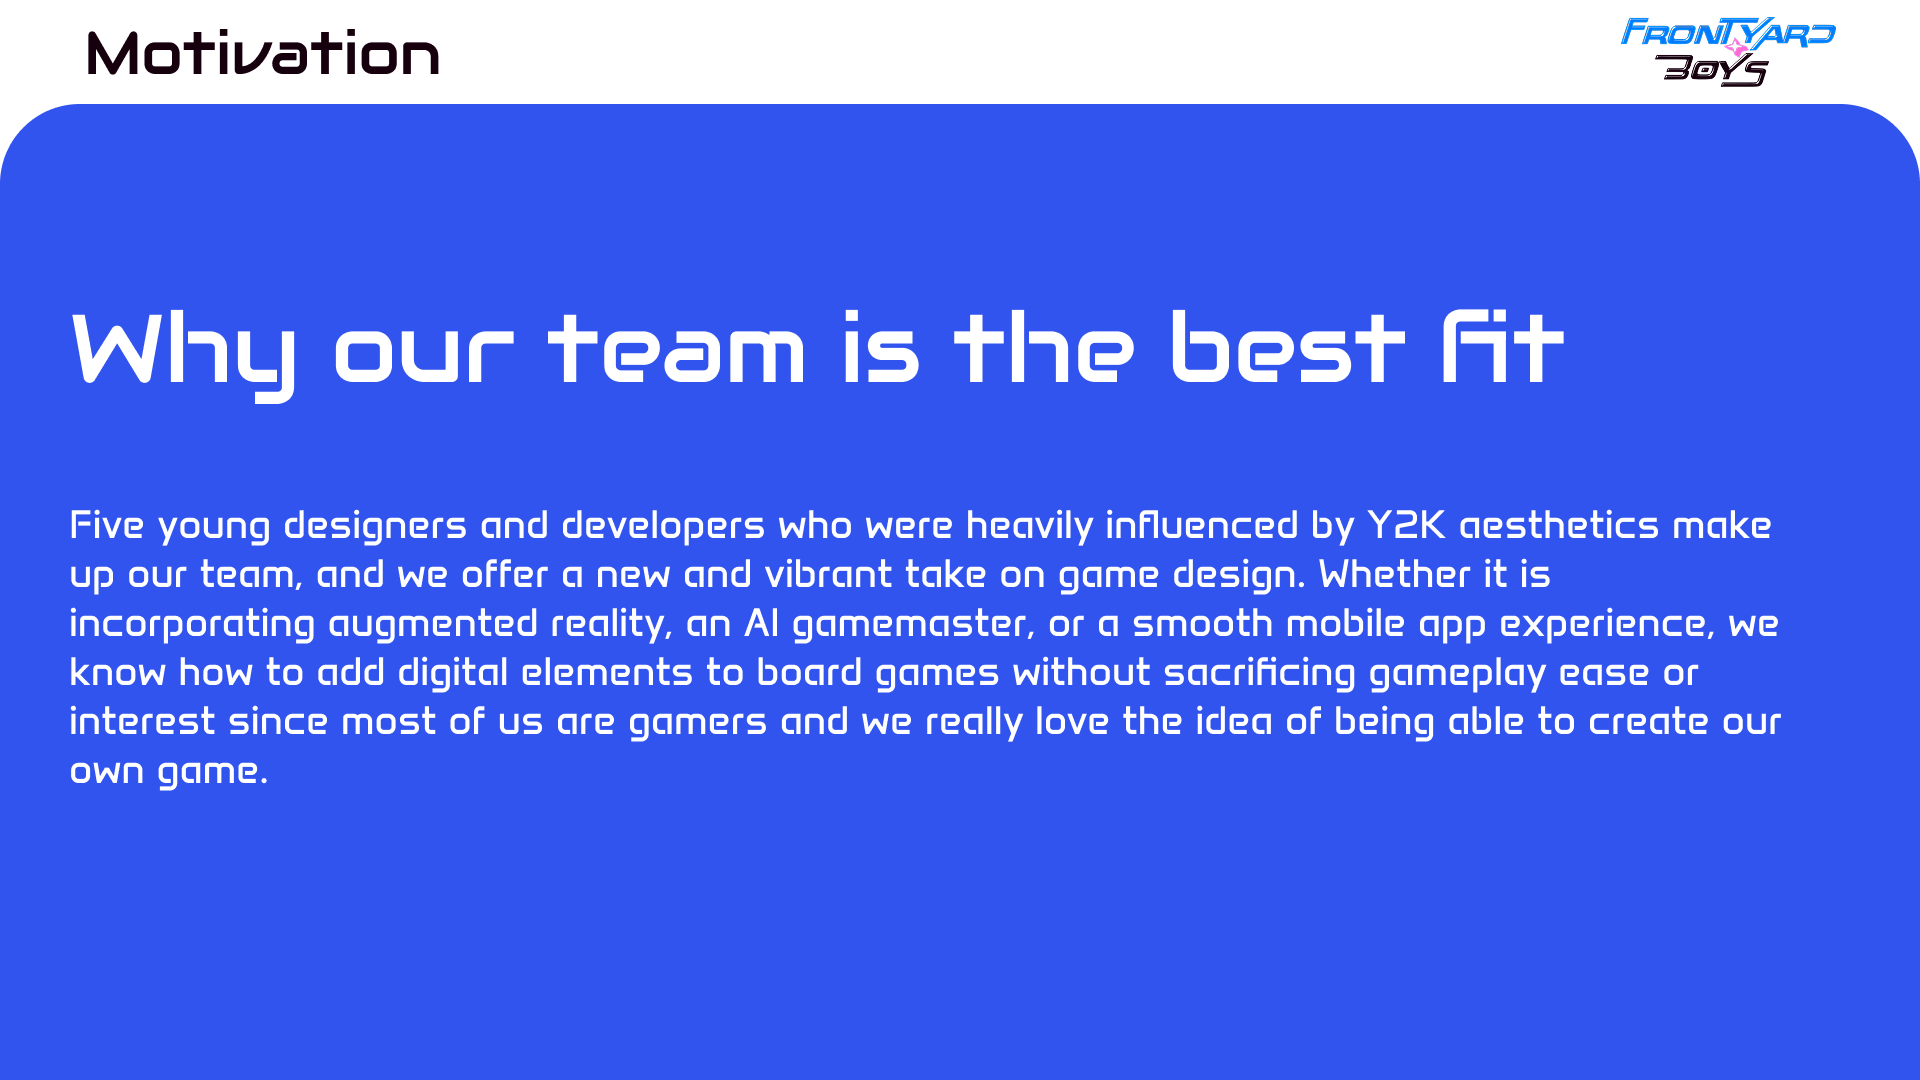 Motivation
FRONTYARD
BOYS
Why our team is the best fit
Five young designers and developers who were heavily influenced by Y2K aesthetics make
up our team, and we offer a new and vibrant take on game design. Whether it is
incorporating augmented reality, an AI gamemaster, or a smooth mobile app experience, we
know how to add digital elements to board games without sacrificing gameplay ease or
interest since most of us are gamers and we really love the idea of being able to create our
own game.